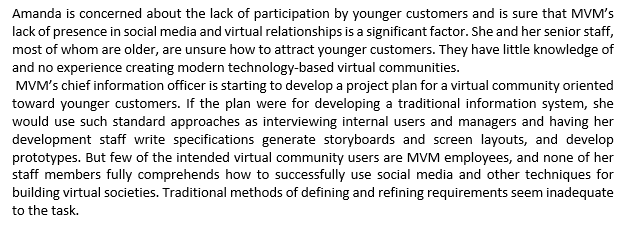 Amanda is concerned about the lack of participation by younger customers and is sure that MVM's
lack of presence in social media and virtual relationships is a significant factor. She and her senior staff,
most of whom are older, are unsure how to attract younger customers. They have little knowledge of
and no experience creating modern technology-based virtual communities.
MVM's chief information officer is starting to develop a project plan for a virtual community oriented
toward younger customers. If the plan were for developing a traditional information system, she
would use such standard approaches as interviewing internal users and managers and having her
development staff write specifications generate storyboards and screen layouts, and develop
prototypes. But few of the intended virtual community users are MVM employees, and none of her
staff members fully comprehends how to successfully use social media and other techniques for
building virtual societies. Traditional methods of defining and refining requirements seem inadequate
to the task.